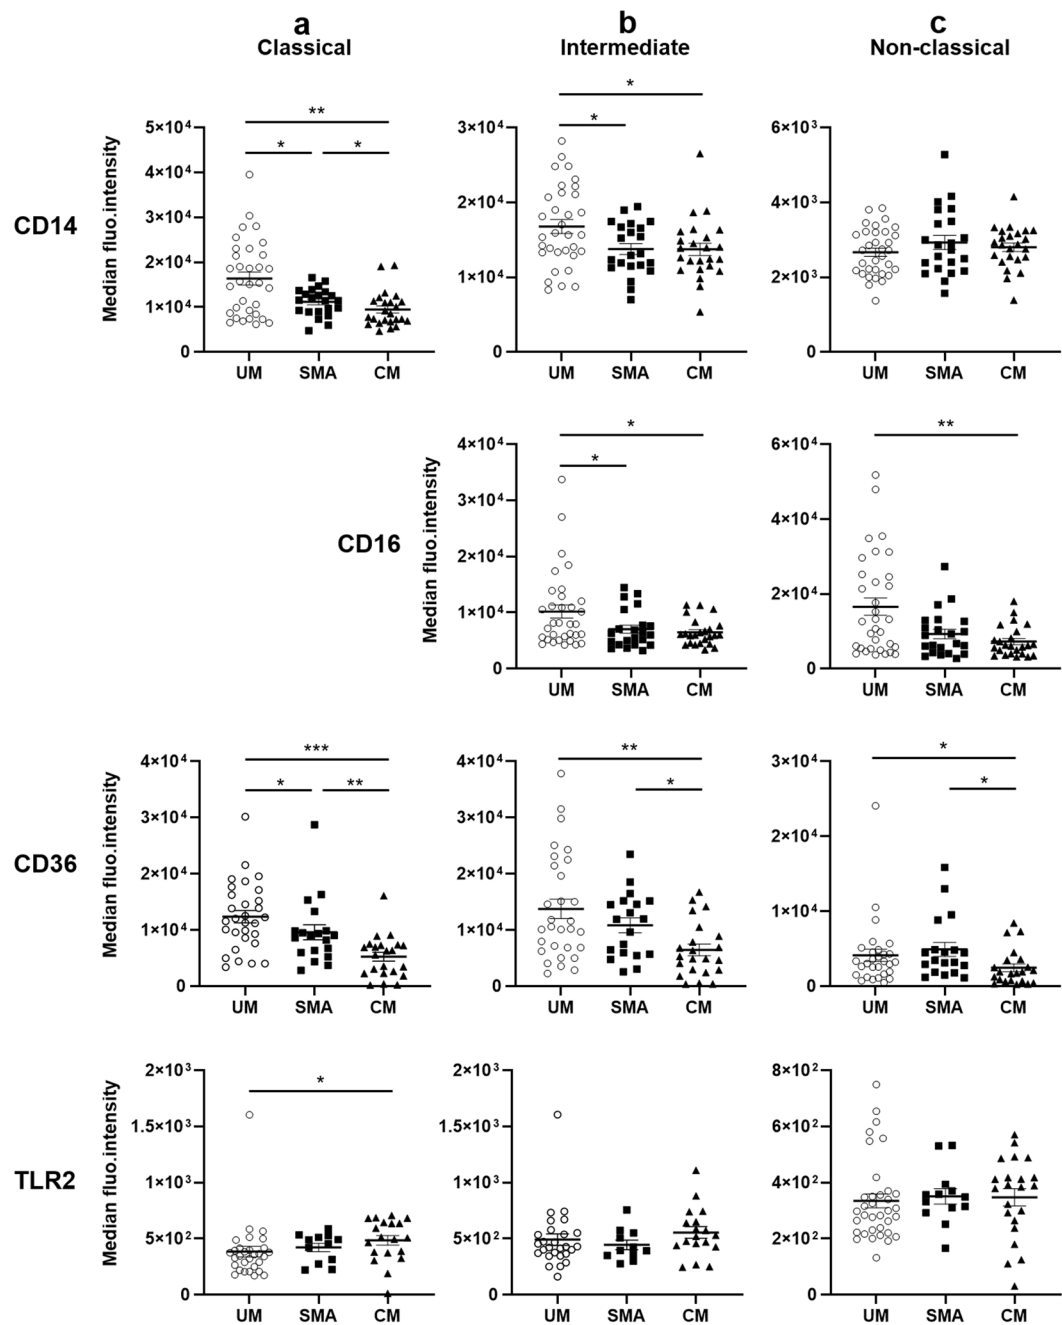 a b c
Classical Intermediate Non-classical
CD14
Median fluo.intensity
** * *
5×10⁴
4×10⁴
3×10⁴
2×10⁴
1×10⁴
0
UM SMA CM
* *
3×10⁴
2×10⁴
1×10⁴
0
UM SMA CM
6×10³
4×10³
2×10³
0
UM SMA CM
CD16
Median fluo.intensity
* *
4×10⁴
3×10⁴
2×10⁴
1×10⁴
0
UM SMA CM
**
6×10⁴
4×10⁴
2×10⁴
0
UM SMA CM
CD36
Median fluo.intensity
*** * **
4×10⁴
3×10⁴
2×10⁴
1×10⁴
0
UM SMA CM
** *
4×10⁴
3×10⁴
2×10⁴
1×10⁴
0
UM SMA CM
* *
3×10⁴
2×10⁴
1×10⁴
0
UM SMA CM
TLR2
Median fluo.intensity
*
2×10³
1.5×10³
1×10³
5×10²
0
UM SMA CM
2×10³
1.5×10³
1×10³
5×10²
0
UM SMA CM
8×10²
6×10²
4×10²
2×10²
0
UM SMA CM